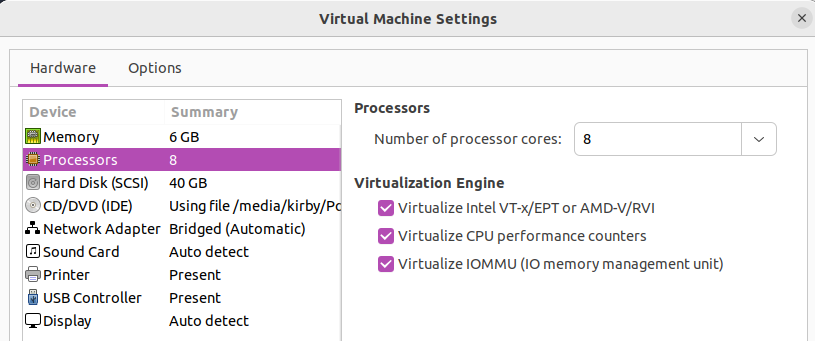 Virtual Machine Settings
Hardware Options
Device Summary
Memory 6 GB
Processors 8
Hard Disk (SCSI) 40 GB
CD/DVD (IDE) Using file /media/kirby/Po
Network Adapter Bridged (Automatic)
Sound Card Auto detect
Printer Present
USB Controller Present
Display Auto detect
Processors
Number of processor cores: 8
Virtualization Engine
Virtualize Intel VT-x/EPT or AMD-V/RVI
Virtualize CPU performance counters
Virtualize IOMMU (IO memory management unit)